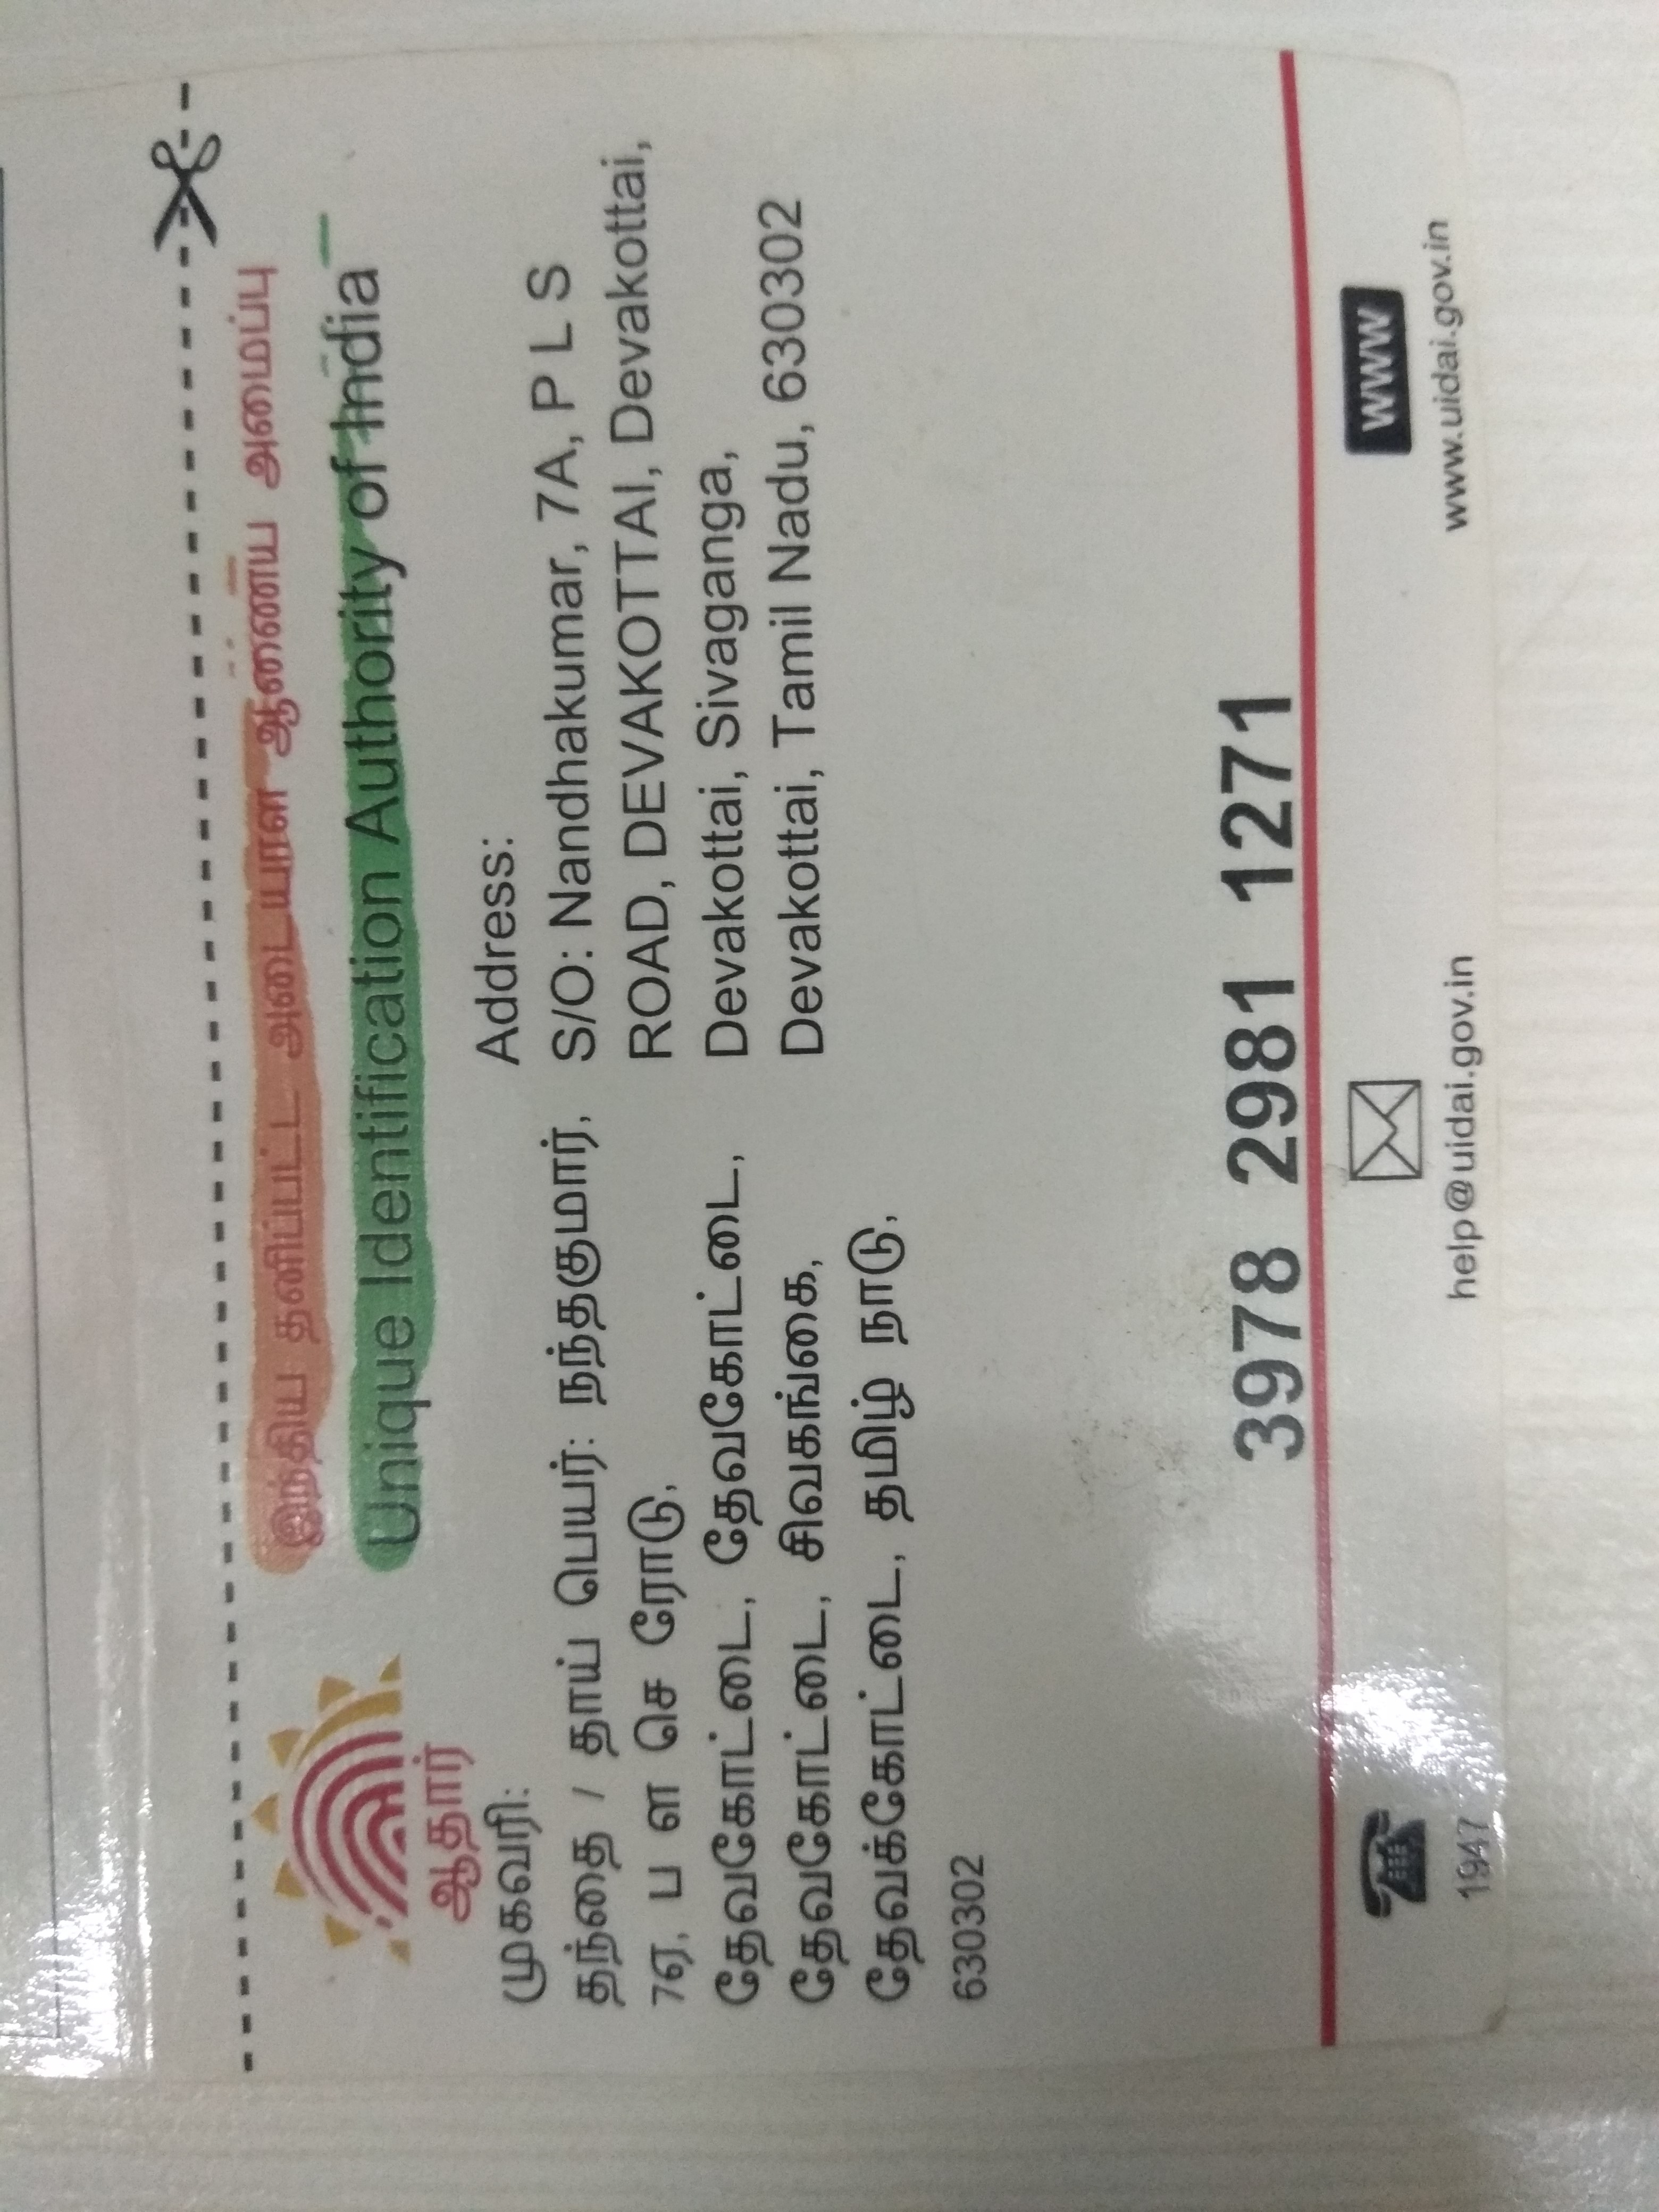 இந்திய தனிப்பட்ட அடையாள ஆணைய அமைப்பு
Unique Identification Authority of India
ஆதார்
முகவரி:
தந்தை / தாய் பெயர்: நந்தகுமார்,
7ஏ, ப ள செ ரோடு,
தேவகோட்டை, தேவகோட்டை,
தேவகோட்டை, சிவகங்கை,
தேவக்கோட்டை, தமிழ் நாடு,
630302
Address:
S/O: Nandhakumar, 7A, P L S
ROAD, DEVAKOTTAI, Devakottai,
Devakottai, Sivaganga,
Devakottai, Tamil Nadu, 630302
3978 2981 1271
1947
help@uidai.gov.in
WWW
www.uidai.gov.in